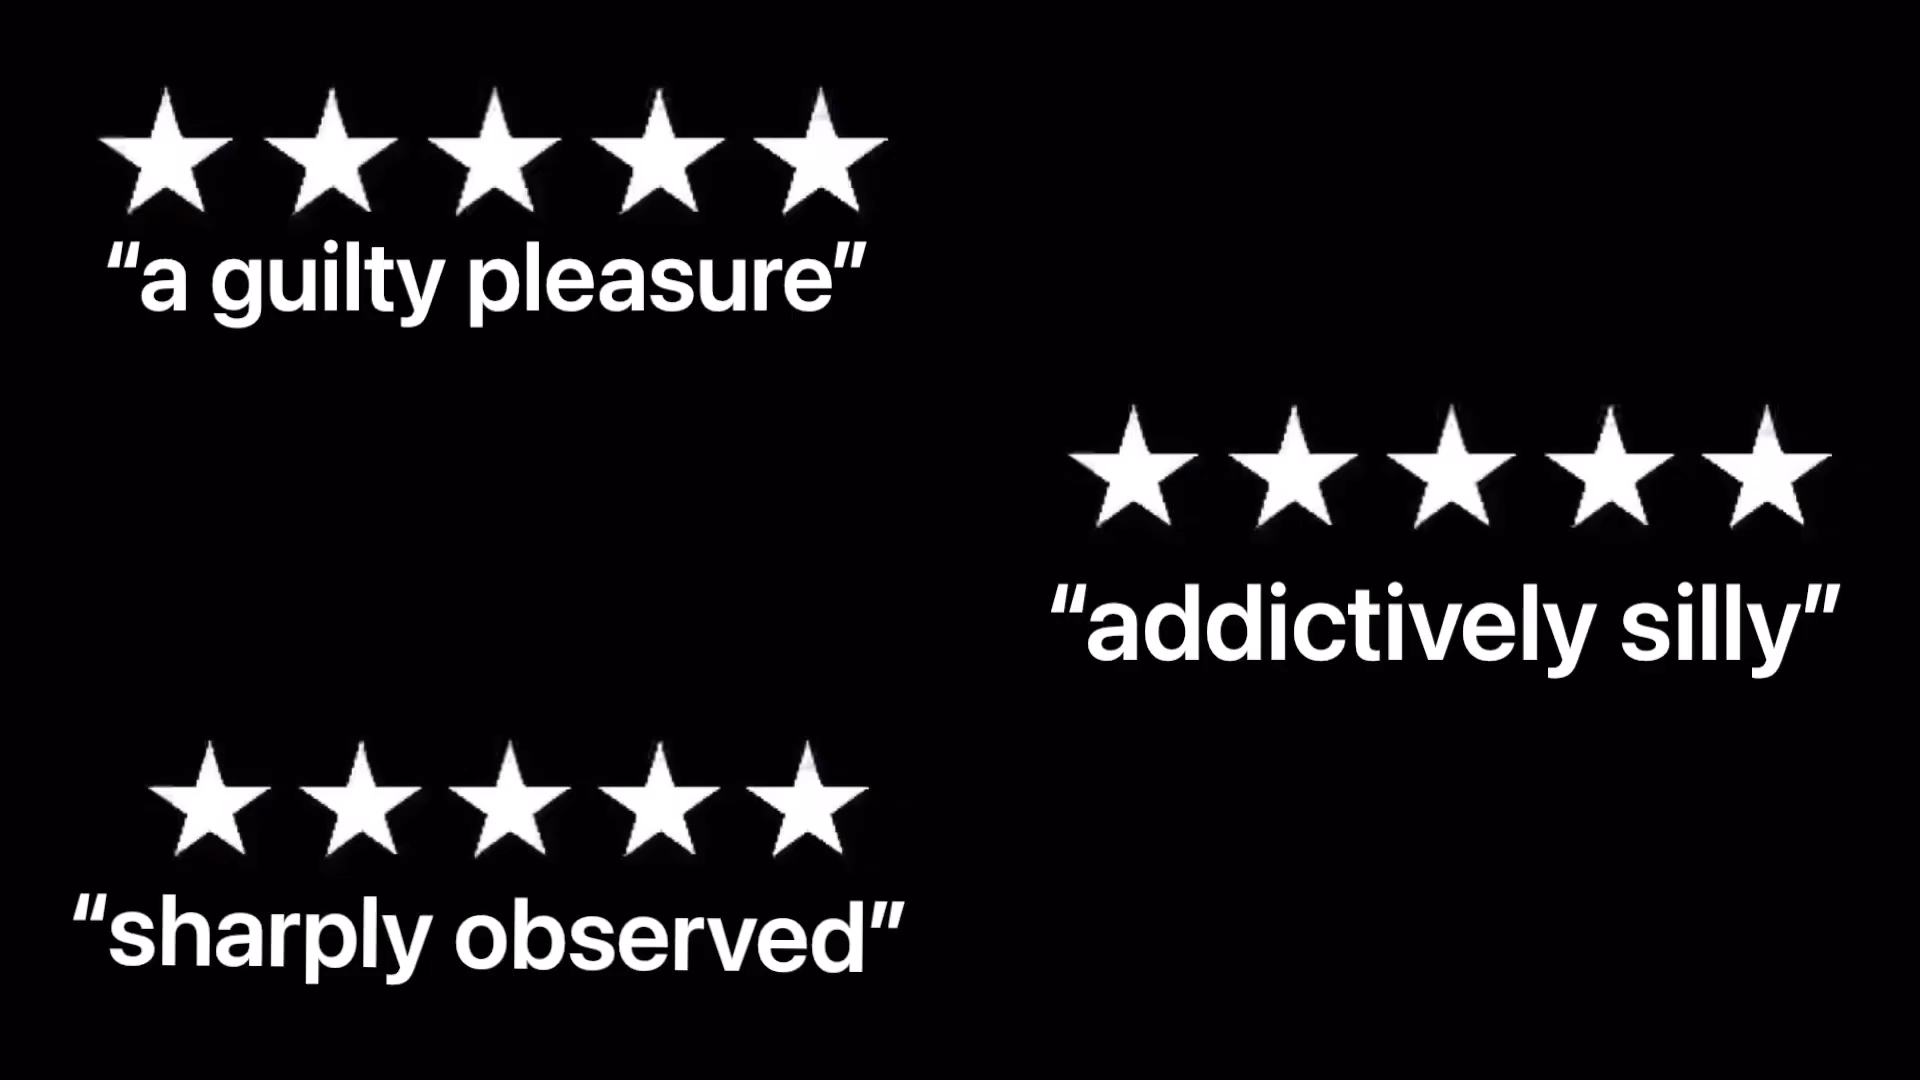 “a guilty pleasure”
“addictively silly”
“sharply observed”